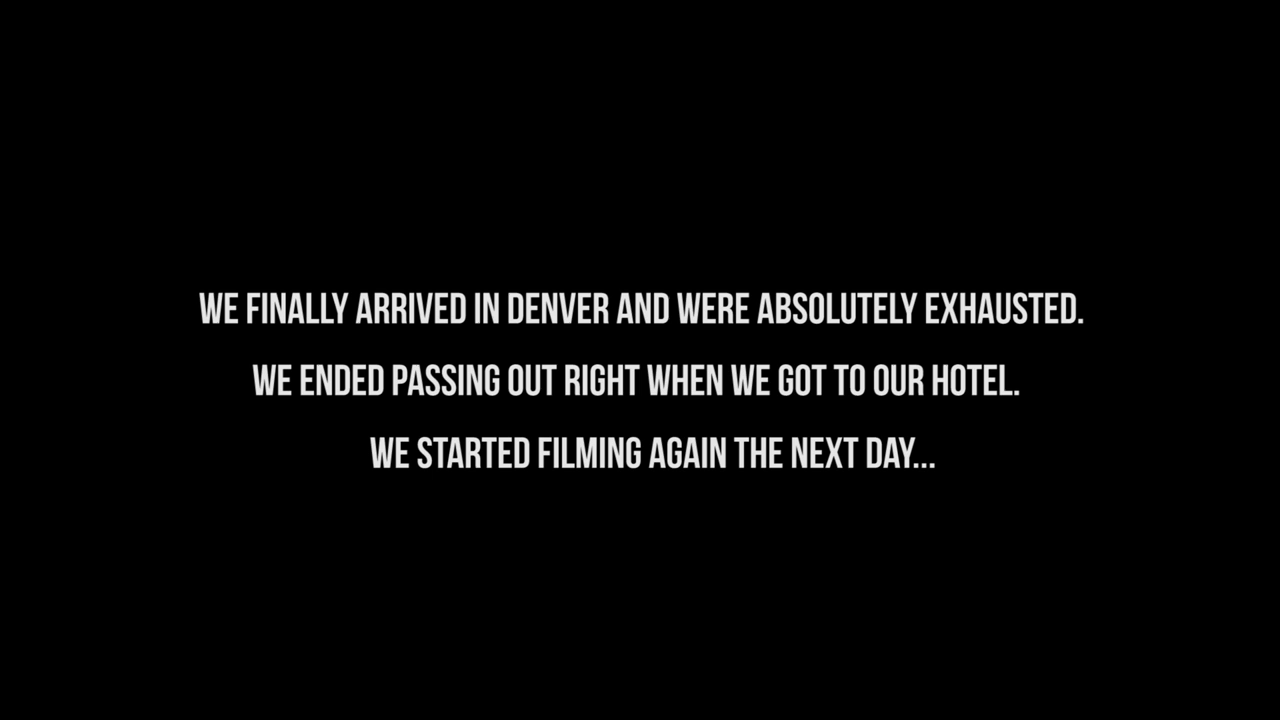 WE FINALLY ARRIVED IN DENVER AND WERE ABSOLUTELY EXHAUSTED.
WE ENDED PASSING OUT RIGHT WHEN WE GOT TO OUR HOTEL.
WE STARTED FILMING AGAIN THE NEXT DAY...